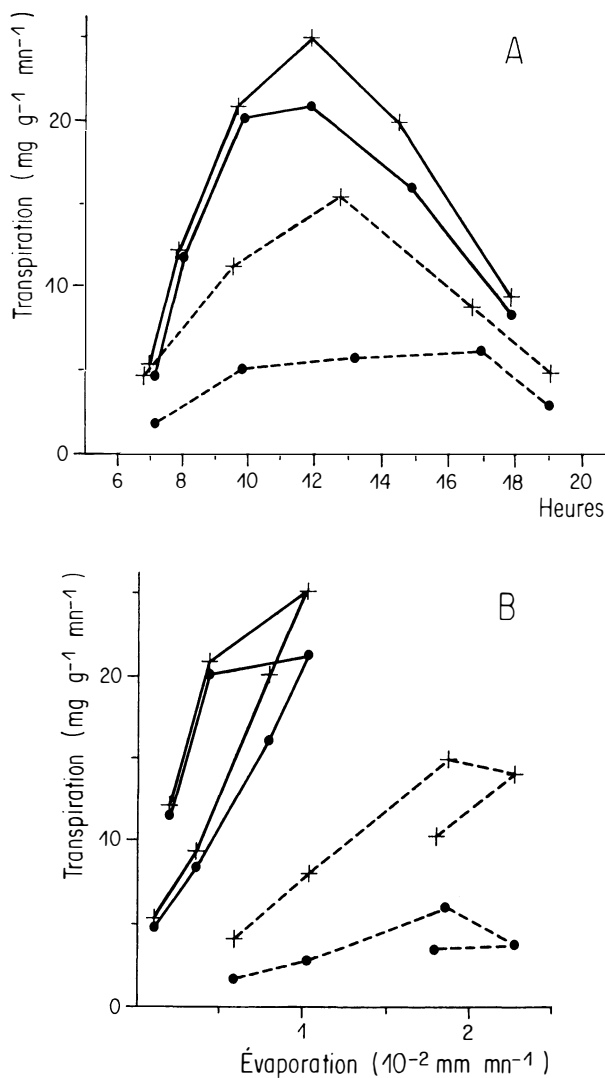 A
Transpiration (mg g⁻¹ mn⁻¹)
20
10
0
6 8 10 12 14 16 18 20
Heures
B
Transpiration (mg g⁻¹ mn⁻¹)
20
10
0
1 2
Évaporation (10⁻² mm mn⁻¹)